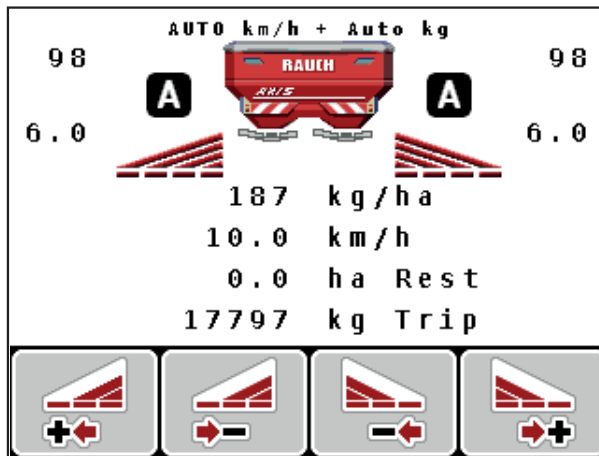 AUTO km/h + Auto kg
98 98
RAUCH
AXIS
A A
6.0 6.0
187 kg/ha
10.0 km/h
0.0 ha Rest
17797 kg Trip